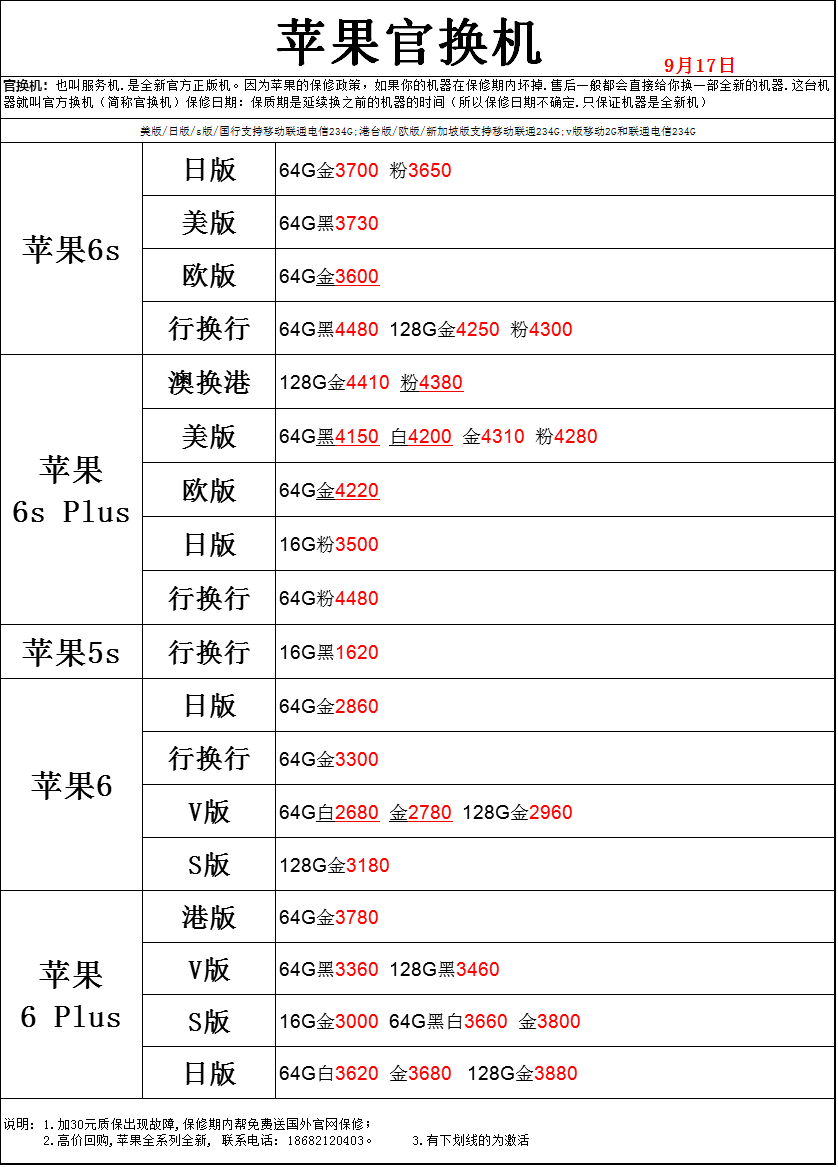 苹果官换机
9月17日
官换机：也叫服务机.是全新官方正版机。因为苹果的保修政策，如果你的机器在保修期内坏掉.售后一般都会直接给你换一部全新的机器.这台机
器就叫官方换机（简称官换机）保修日期：保质期是延续换之前的机器的时间（所以保修日期不确定.只保证机器是全新机）
美版/日版/s版/国行支持移动联通电信234G;港台版/欧版/新加坡版支持移动联通234G;v版移动2G和联通电信234G
苹果6s
日版 64G金3700 粉3650
美版 64G黑3730
欧版 64G金3600
行换行 64G黑4480 128G金4250 粉4300
苹果
6s Plus
澳换港 128G金4410 粉4380
美版 64G黑4150 白4200 金4310 粉4280
欧版 64G金4220
日版 16G粉3500
行换行 64G粉4480
苹果5s
行换行 16G黑1620
苹果6
日版 64G金2860
行换行 64G金3300
V版 64G白2680 金2780 128G金2960
S版 128G金3180
苹果
6 Plus
港版 64G金3780
V版 64G黑3360 128G黑3460
S版 16G金3000 64G黑白3660 金3800
日版 64G白3620 金3680 128G金3880
说明：1.加30元质保出现故障,保修期内帮免费送国外官网保修；
2.高价回购,苹果全系列全新, 联系电话：18682120403。 3.有下划线的为激活